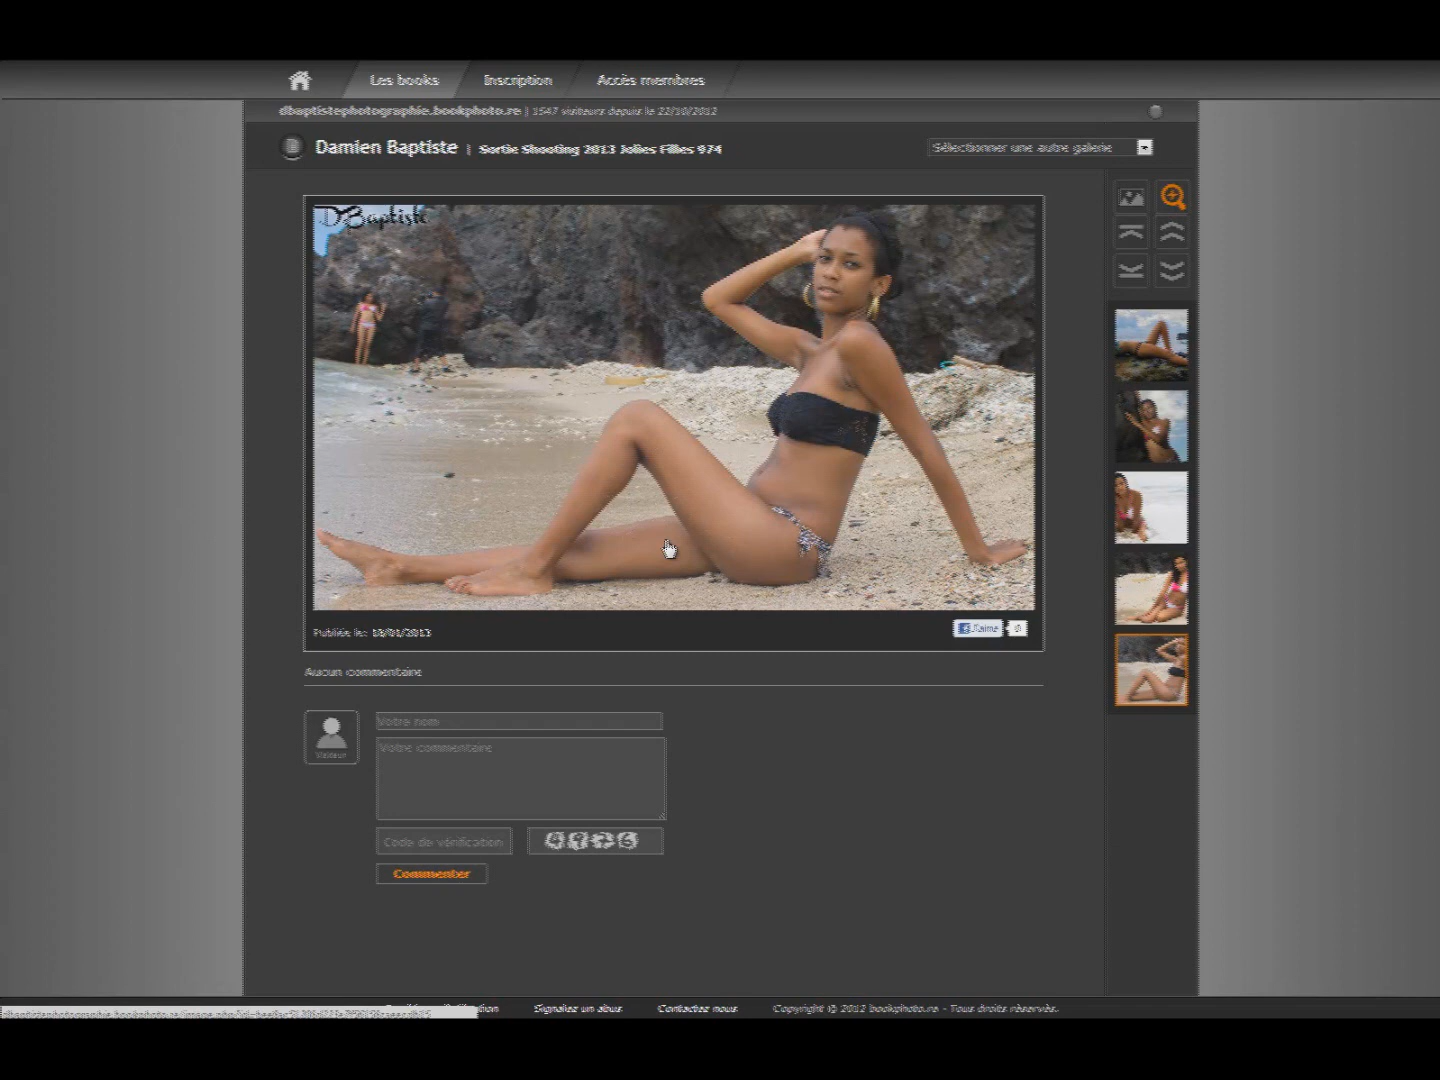 Les books
Inscription
Accès membres
dbaptistephotographie.bookphoto.re | 1547 visiteurs depuis le 22/10/2012
Damien Baptiste | Sortie Shooting 2013 Jolies Filles 974
Sélectionner une autre galerie
DBaptiste
Publiée le: 18/01/2013
J'aime 0
Aucun commentaire
Visiteur
Votre nom
Votre commentaire
Code de vérification
Commenter
Signalez un abus
Contactez nous
Copyright © 2012 bookphoto.re - Tous droits réservés.